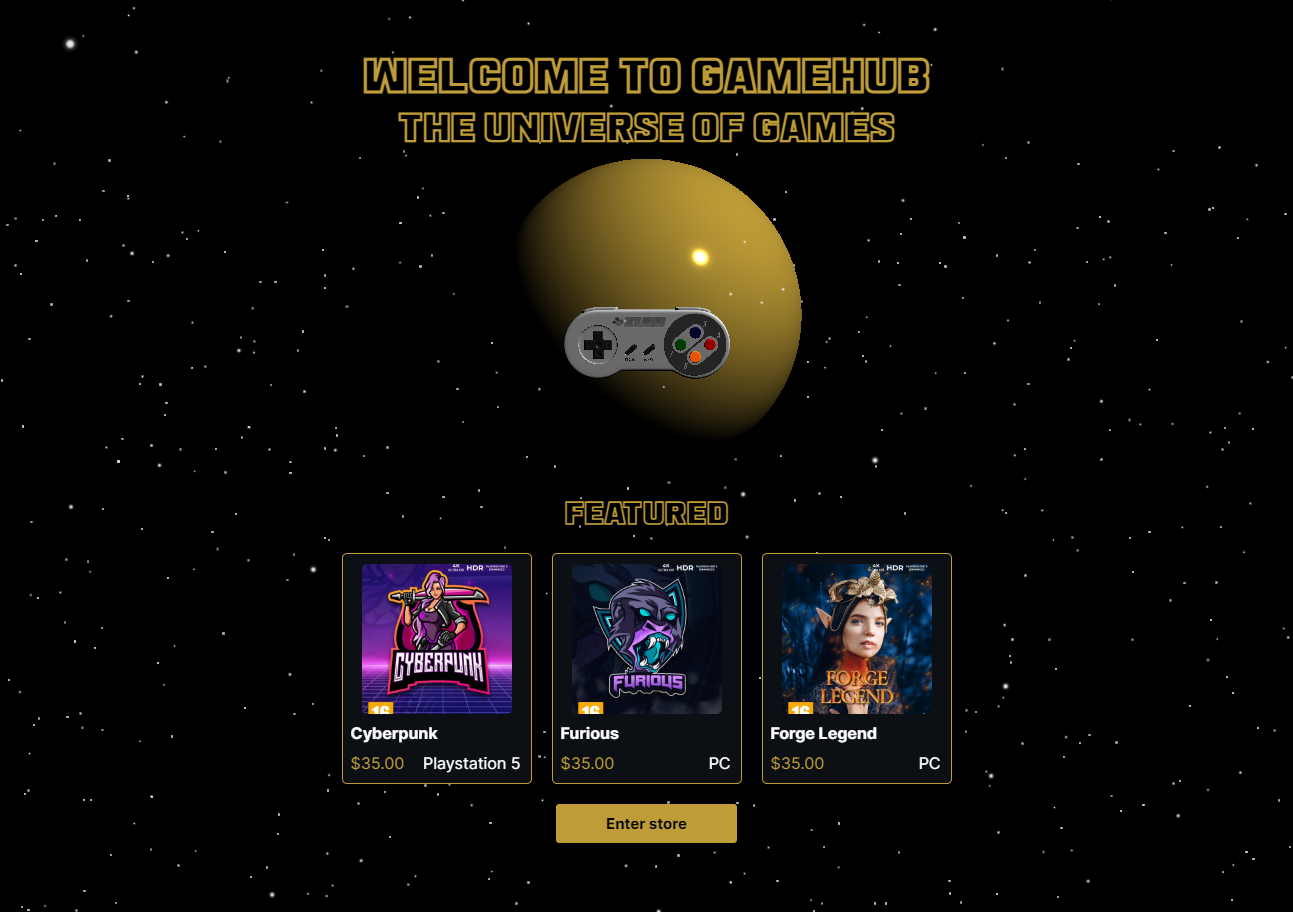 WELCOME TO GAMEHUB
THE UNIVERSE OF GAMES
X
A
FEATURED
4K HDR
4K HDR
4K HDR
CYBERPUNK
FURIOUS
FORGE
LEGEND
16
16
16
Cyberpunk
Furious
Forge Legend
$35.00 Playstation 5
$35.00 PC
$35.00 PC
Enter store